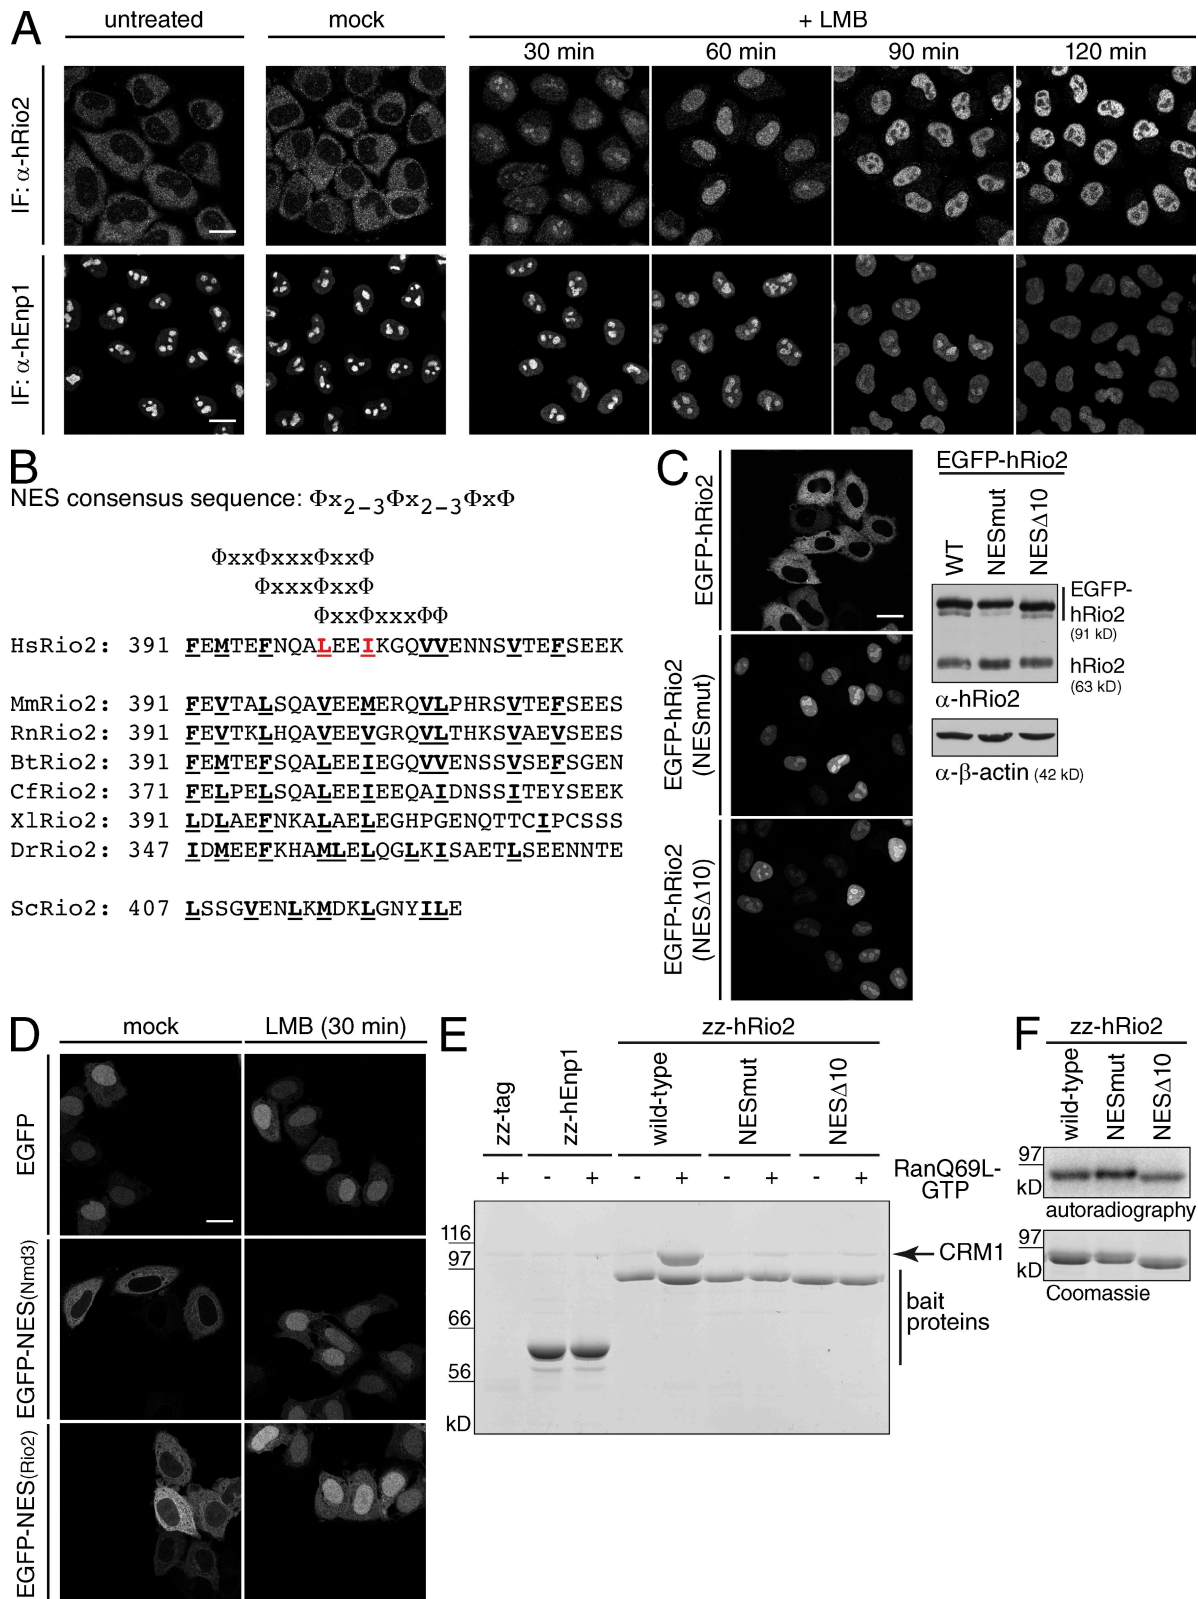 A
untreated
mock
+ LMB
30 min
60 min
90 min
120 min
IF: α-hRio2
IF: α-hEnp1
B
NES consensus sequence: Φx2–3Φx2–3ΦxΦ
ΦxxΦxxxΦxxΦ
ΦxxxΦxxΦ
ΦxxΦxxxΦΦ
HsRio2: 391 FEMTEFNQALEEIKGQVVENNSVTEFSEEK
MmRio2: 391 FEVTALSQAVEEMERQVLPHRSVTEFSEES
RnRio2: 391 FEVTKLHQAVEEVGRQVLTHKSVAEVSEES
BtRio2: 391 FEMTEFSQALEEIEGQVVENSSVSEFSGEN
CfRio2: 371 FELPELSQALEEIEEQAIDNSSITEYSEEK
XlRio2: 391 LDLAEFNKALAELEGHPGENQTTCIPCSSS
DrRio2: 347 IDMEEFKHAMLELQGLKISAETLSEENNTE
ScRio2: 407 LSSGVENLKMDKLGNYILE
C
EGFP-hRio2
EGFP-hRio2
(NESmut)
EGFP-hRio2
(NESΔ10)
EGFP-hRio2
WT
NESmut
NESΔ10
EGFP-
hRio2
(91 kD)
hRio2
(63 kD)
α-hRio2
α-β-actin (42 kD)
D
mock
LMB (30 min)
EGFP
EGFP-NES(Nmd3)
EGFP-NES(Rio2)
E
zz-hRio2
zz-tag
zz-hEnp1
wild-type
NESmut
NESΔ10
+ - + - + - + - +
RanQ69L-
GTP
116
97
66
56
kD
CRM1
bait
proteins
F
zz-hRio2
wild-type
NESmut
NESΔ10
97
kD
autoradiography
97
kD
Coomassie